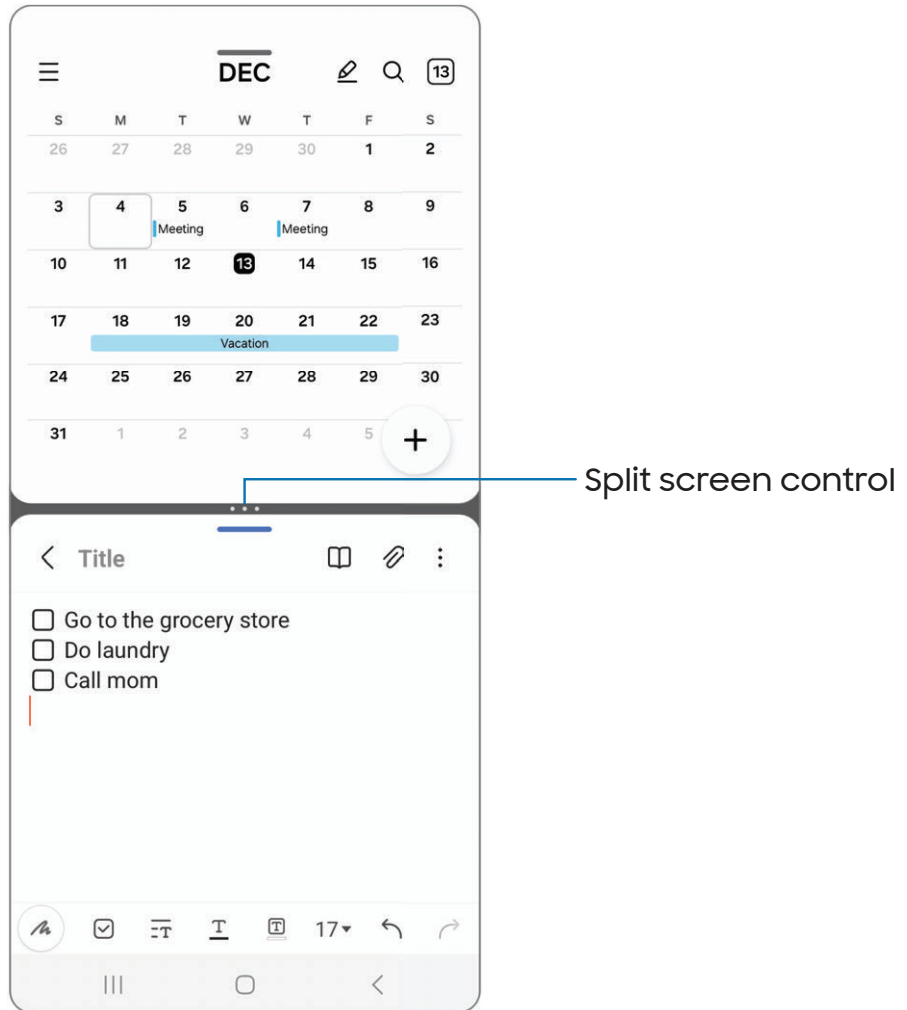 DEC
13
S M T W T F S
26 27 28 29 30 1 2
3 4 5 6 7 8 9
Meeting Meeting
10 11 12 13 14 15 16
17 18 19 20 21 22 23
Vacation
24 25 26 27 28 29 30
31 1 2 3 4 5
Split screen control
Title
Go to the grocery store
Do laundry
Call mom
T T T 17